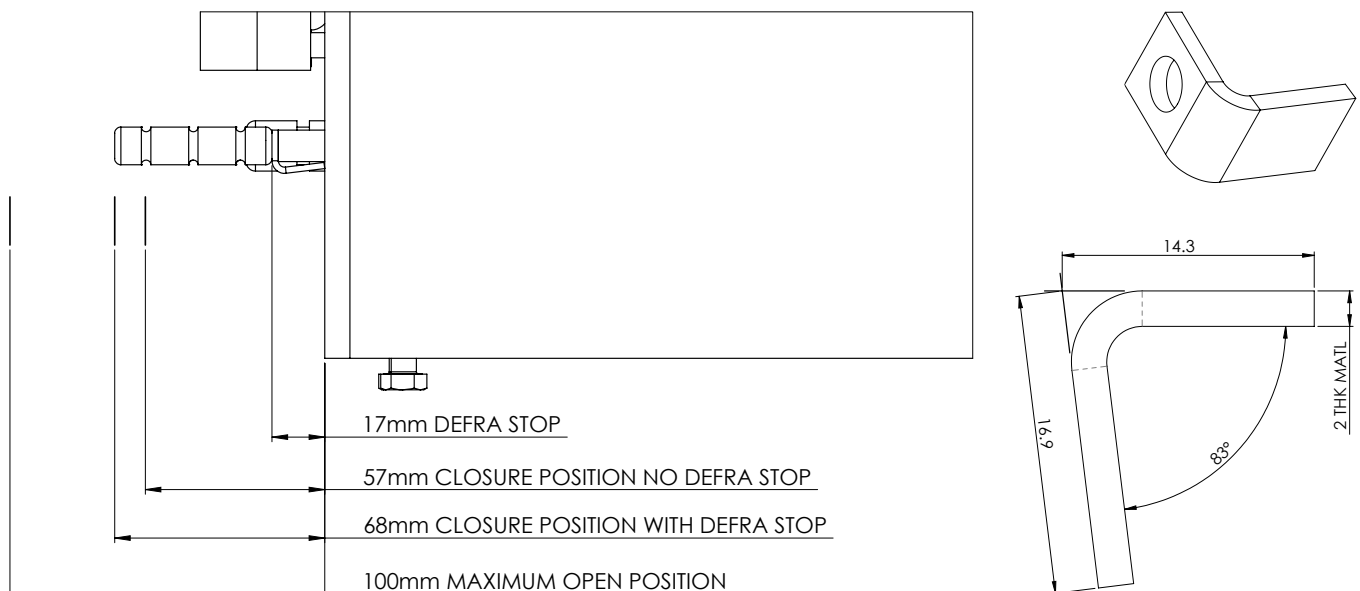 14.3
2 THK MATL
16.9
83°
17mm DEFRA STOP
57mm CLOSURE POSITION NO DEFRA STOP
68mm CLOSURE POSITION WITH DEFRA STOP
100mm MAXIMUM OPEN POSITION